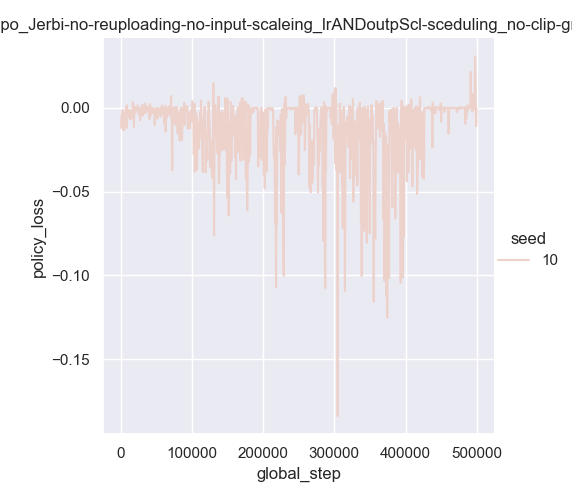 po_Jerbi-no-reuploading-no-input-scaleing_lrANDoutpScl-sceduling_no-clip-gr
0.00
−0.05
−0.10
−0.15
policy_loss
0
100000
200000
300000
400000
500000
global_step
seed
10